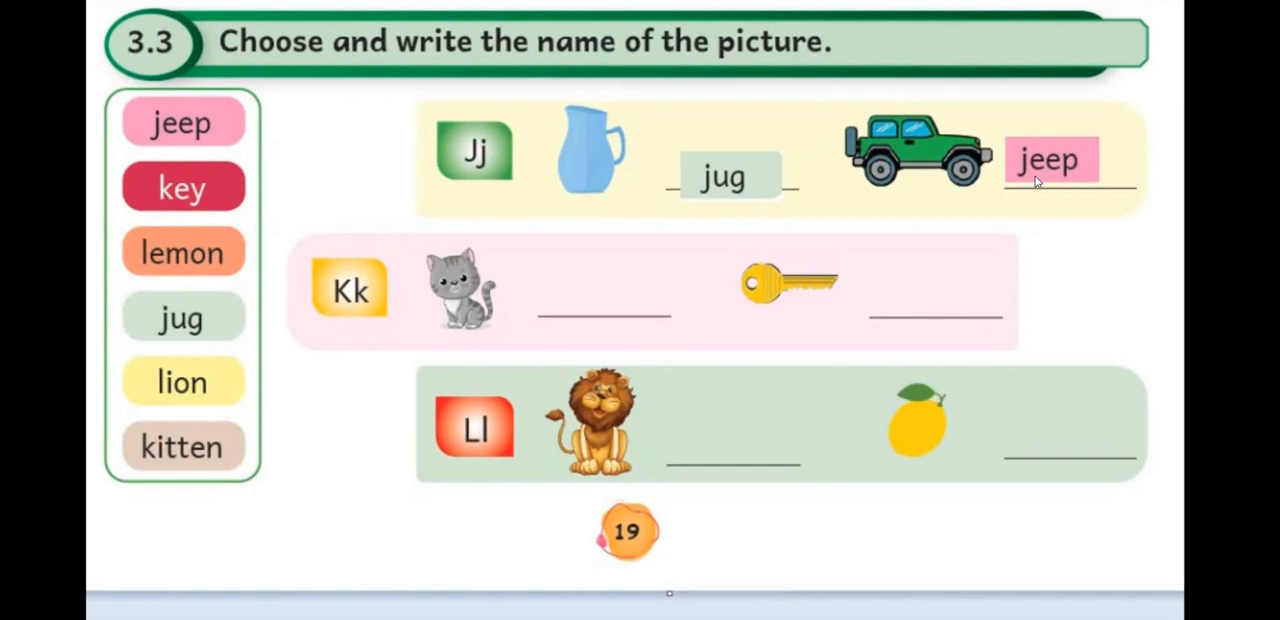 3.3 Choose and write the name of the picture.
jeep
key
lemon
jug
lion
kitten
Jj
jug
jeep
Kk
Ll
19